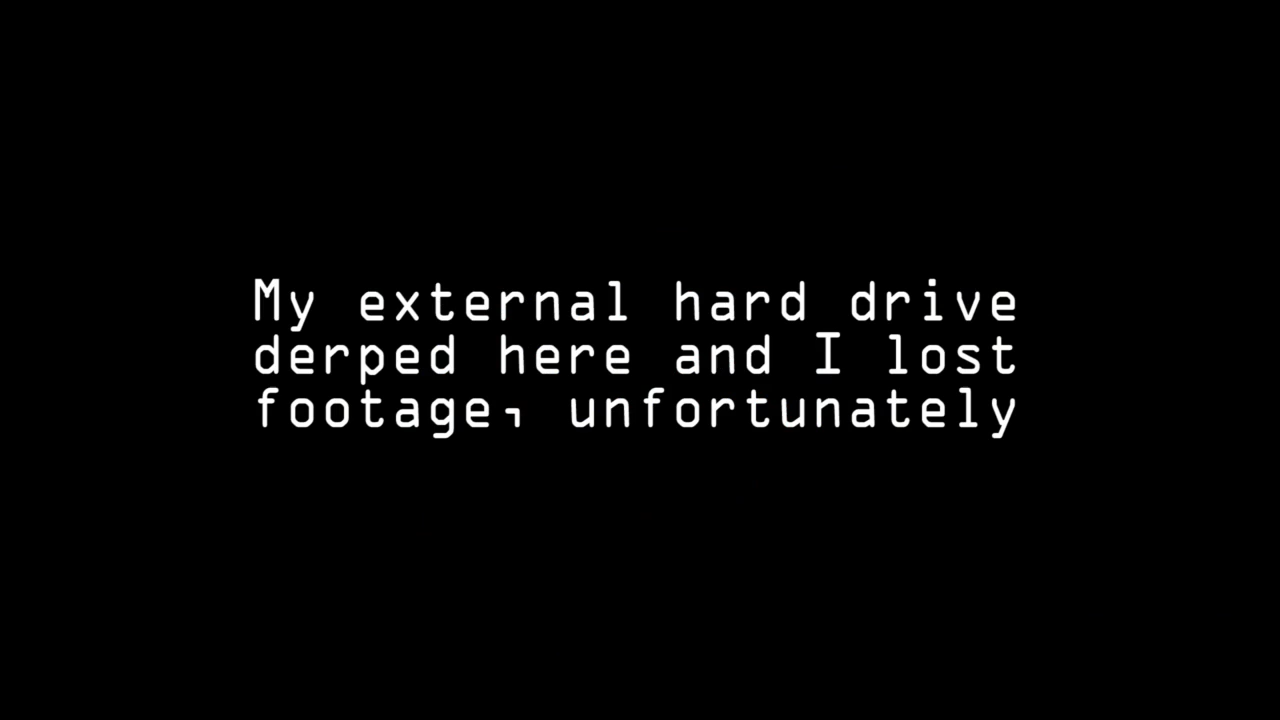 My external hard drive
derped here and I lost
footage, unfortunately